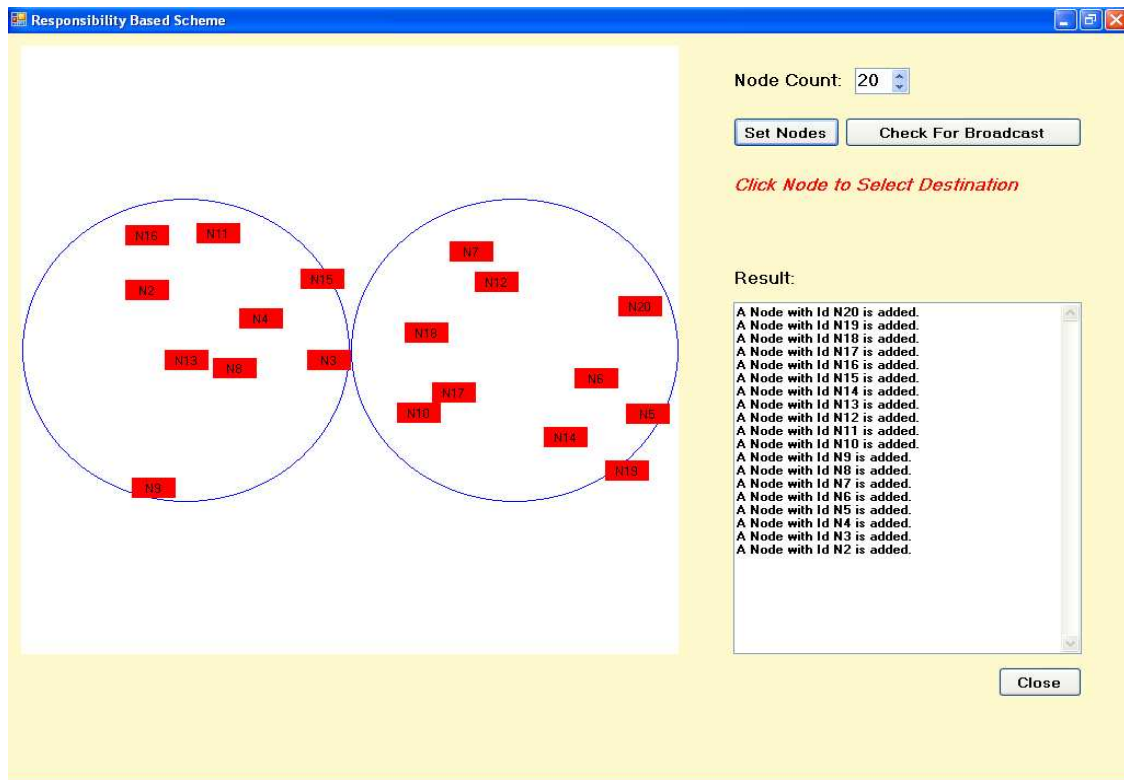 Responsibility Based Scheme
Node Count: 20
Set Nodes
Check For Broadcast
Click Node to Select Destination
Result:
A Node with Id N20 is added.
A Node with Id N19 is added.
A Node with Id N18 is added.
A Node with Id N17 is added.
A Node with Id N16 is added.
A Node with Id N15 is added.
A Node with Id N14 is added.
A Node with Id N13 is added.
A Node with Id N12 is added.
A Node with Id N11 is added.
A Node with Id N10 is added.
A Node with Id N9 is added.
A Node with Id N8 is added.
A Node with Id N7 is added.
A Node with Id N6 is added.
A Node with Id N5 is added.
A Node with Id N4 is added.
A Node with Id N3 is added.
A Node with Id N2 is added.
Close
N16
N11
N2
N15
N4
N13
N8
N3
N9
N7
N12
N20
N18
N6
N17
N10
N5
N14
N19